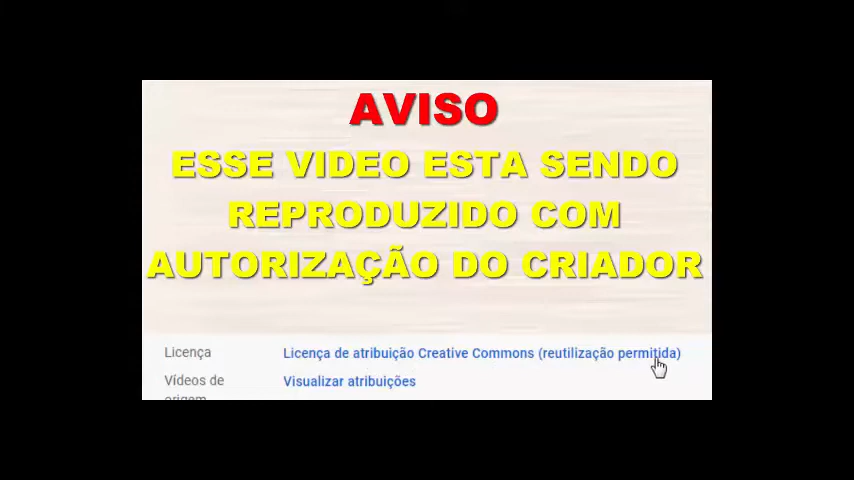 AVISO
ESSE VIDEO ESTA SENDO
REPRODUZIDO COM
AUTORIZAÇÃO DO CRIADOR
Licença Licença de atribuição Creative Commons (reutilização permitida)
Vídeos de Visualizar atribuições
origem